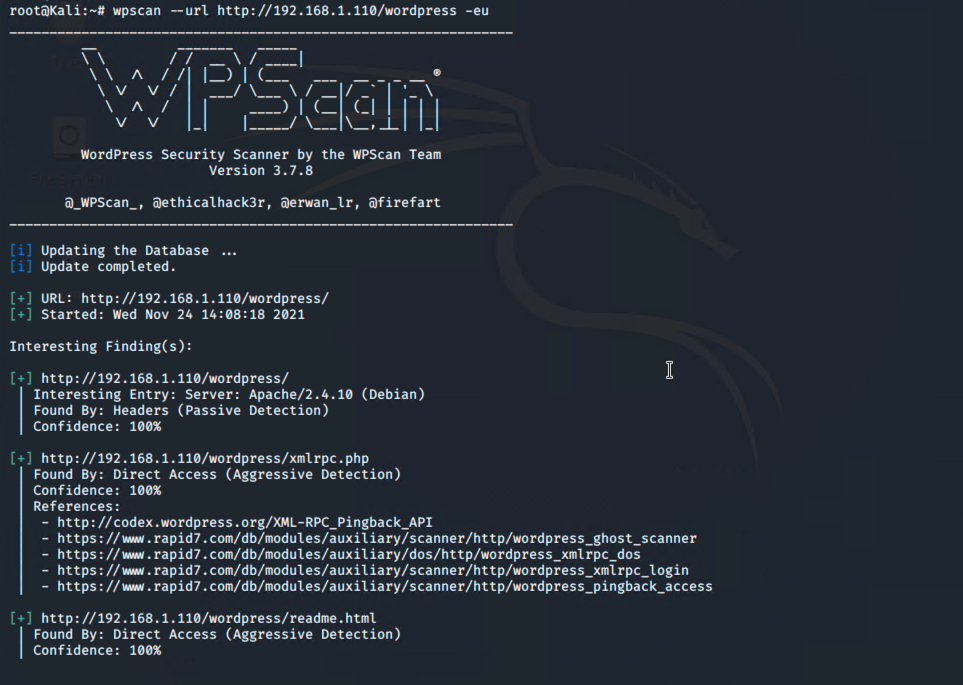 root@Kali:~# wpscan --url http://192.168.1.110/wordpress -eu
WPScan ®
WordPress Security Scanner by the WPScan Team
Version 3.7.8
@_WPScan_, @ethicalhack3r, @erwan_lr, @firefart
[i] Updating the Database ...
[i] Update completed.
[+] URL: http://192.168.1.110/wordpress/
[+] Started: Wed Nov 24 14:08:18 2021
Interesting Finding(s):
[+] http://192.168.1.110/wordpress/
| Interesting Entry: Server: Apache/2.4.10 (Debian)
| Found By: Headers (Passive Detection)
| Confidence: 100%
[+] http://192.168.1.110/wordpress/xmlrpc.php
| Found By: Direct Access (Aggressive Detection)
| Confidence: 100%
| References:
| - http://codex.wordpress.org/XML-RPC_Pingback_API
| - https://www.rapid7.com/db/modules/auxiliary/scanner/http/wordpress_ghost_scanner
| - https://www.rapid7.com/db/modules/auxiliary/dos/http/wordpress_xmlrpc_dos
| - https://www.rapid7.com/db/modules/auxiliary/scanner/http/wordpress_xmlrpc_login
| - https://www.rapid7.com/db/modules/auxiliary/scanner/http/wordpress_pingback_access
[+] http://192.168.1.110/wordpress/readme.html
| Found By: Direct Access (Aggressive Detection)
| Confidence: 100%